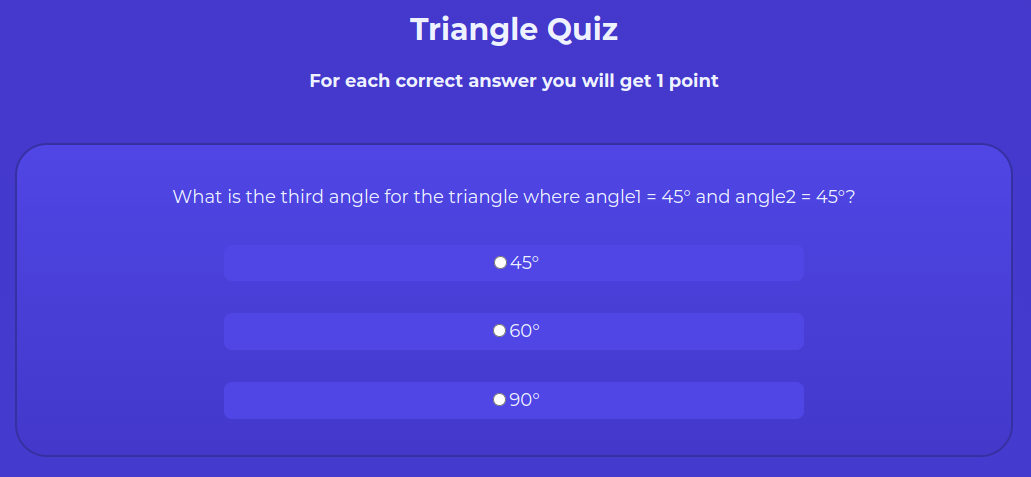 Triangle Quiz
For each correct answer you will get 1 point
What is the third angle for the triangle where angle1 = 45° and angle2 = 45°?
45°
60°
90°